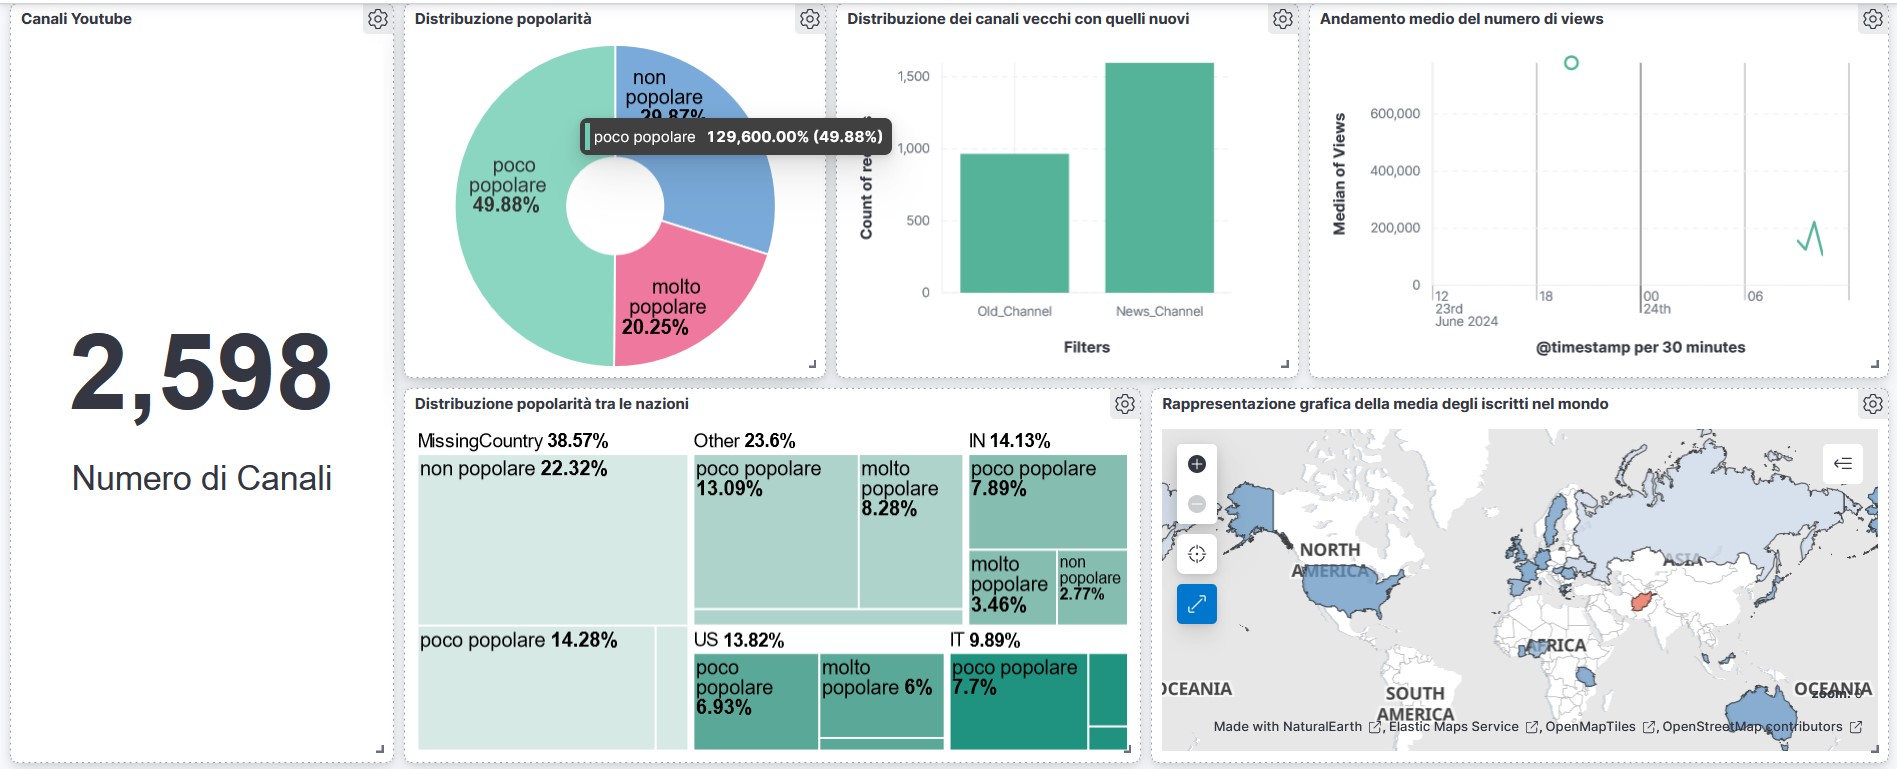 Canali Youtube
2,598
Numero di Canali
Distribuzione popolarità
non
popolare
29.87%
poco popolare 129,600.00% (49.88%)
poco
popolare
49.88%
molto
popolare
20.25%
Distribuzione dei canali vecchi con quelli nuovi
1,500
1,000
500
0
Count of
Old_Channel
News_Channel
Filters
Andamento medio del numero di views
Median of Views
600,000
400,000
200,000
0
12
18
00
06
23rd
24th
June 2024
@timestamp per 30 minutes
Distribuzione popolarità tra le nazioni
MissingCountry 38.57%
non popolare 22.32%
poco popolare 14.28%
Other 23.6%
poco popolare
13.09%
molto
popolare
8.28%
IN 14.13%
poco popolare
7.89%
molto
popolare
3.46%
non
popolare
2.77%
US 13.82%
poco
popolare
6.93%
molto
popolare 6%
IT 9.89%
poco popolare
7.7%
Rappresentazione grafica della media degli iscritti nel mondo
NORTH
AMERICA
ASIA
AFRICA
OCEANIA
SOUTH
AMERICA
OCEANIA
zoom: 0
Made with NaturalEarth, Elastic Maps Service, OpenMapTiles, OpenStreetMap contributors